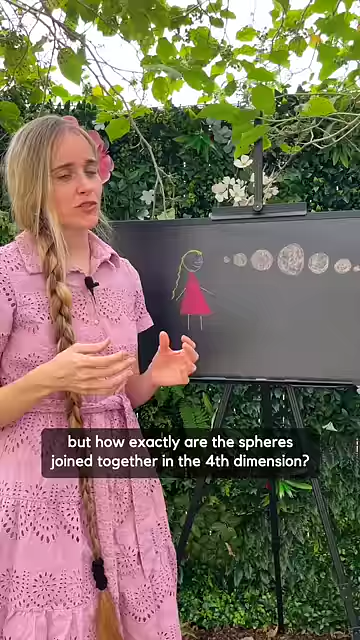 but how exactly are the spheres
joined together in the 4th dimension?